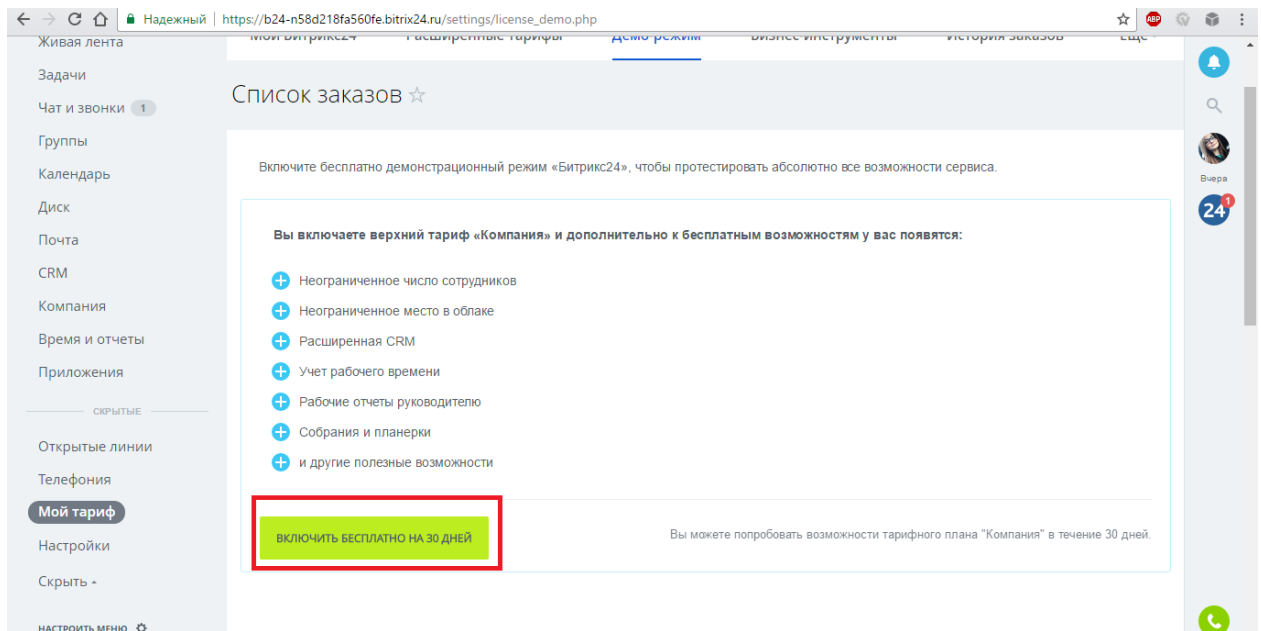 Надежный
https://b24-n58d218fa560fe.bitrix24.ru/settings/license_demo.php
ABP
Живая лента
Задачи
Чат и звонки 1
Группы
Календарь
Диск
Почта
CRM
Компания
Время и отчеты
Приложения
СКРЫТЫЕ
Открытые линии
Телефония
Мой тариф
Настройки
Скрыть
НАСТРОИТЬ МЕНЮ
Мой Битрикс24 Расширенные тарифы Демо-режим Бизнес-инструменты История заказов Еще
Список заказов
Включите бесплатно демонстрационный режим «Битрикс24», чтобы протестировать абсолютно все возможности сервиса.
Вы включаете верхний тариф «Компания» и дополнительно к бесплатным возможностям у вас появятся:
Неограниченное число сотрудников
Неограниченное место в облаке
Расширенная CRM
Учет рабочего времени
Рабочие отчеты руководителю
Собрания и планерки
и другие полезные возможности
ВКЛЮЧИТЬ БЕСПЛАТНО НА 30 ДНЕЙ
Вы можете попробовать возможности тарифного плана "Компания" в течение 30 дней.
Вчера
24
1